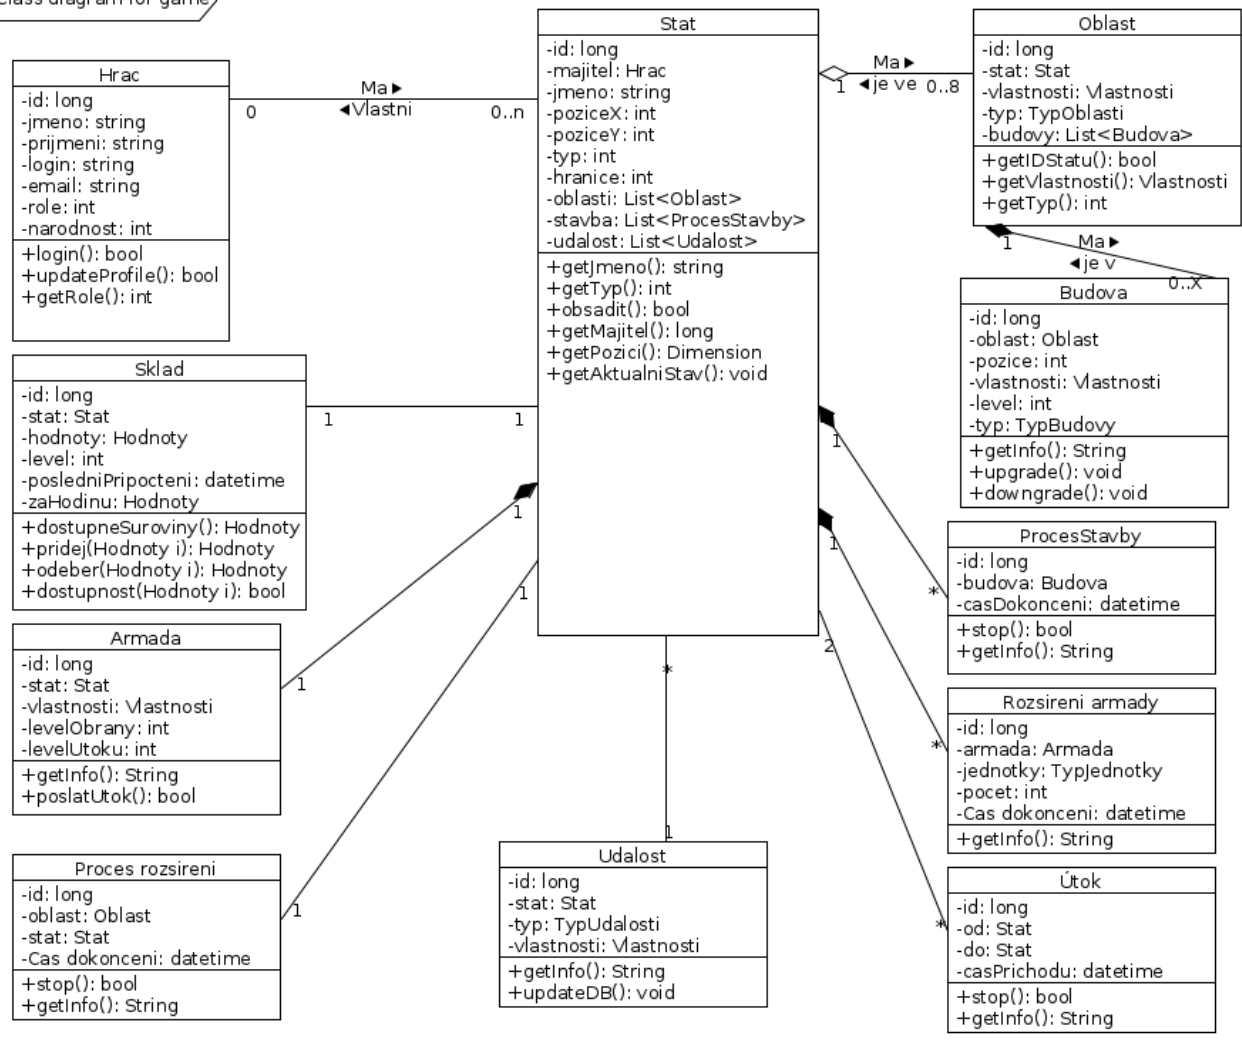 class diagram for game
Hrac
-id: long
-jmeno: string
-prijmeni: string
-login: string
-email: string
-role: int
-narodnost: int
+login(): bool
+updateProfile(): bool
+getRole(): int
Ma ▶
◀Vlastni
0
0..n
Stat
-id: long
-majitel: Hrac
-jmeno: string
-poziceX: int
-poziceY: int
-typ: int
-hranice: int
-oblasti: List<Oblast>
-stavba: List<ProcesStavby>
-udalost: List<Udalost>
+getJmeno(): string
+getTyp(): int
+obsadit(): bool
+getMajitel(): long
+getPozici(): Dimension
+getAktualniStav(): void
Ma ▶
◀je ve
1
0..8
Oblast
-id: long
-stat: Stat
-vlastnosti: Vlastnosti
-typ: TypOblasti
-budovy: List<Budova>
+getIDStatu(): bool
+getVlastnosti(): Vlastnosti
+getTyp(): int
1
Ma ▶
◀je v
0..X
Budova
-id: long
-oblast: Oblast
-pozice: int
-vlastnosti: Vlastnosti
-level: int
-typ: TypBudovy
+getInfo(): String
+upgrade(): void
+downgrade(): void
Sklad
-id: long
-stat: Stat
-hodnoty: Hodnoty
-level: int
-posledniPripocteni: datetime
-zaHodinu: Hodnoty
+dostupneSuroviny(): Hodnoty
+pridej(Hodnoty i): Hodnoty
+odeber(Hodnoty i): Hodnoty
+dostupnost(Hodnoty i): bool
1
1
1
1
1
*
ProcesStavby
-id: long
-budova: Budova
-casDokonceni: datetime
+stop(): bool
+getInfo(): String
Armada
-id: long
-stat: Stat
-vlastnosti: Vlastnosti
-levelObrany: int
-levelUtoku: int
+getInfo(): String
+poslatUtok(): bool
1
1
*
Rozsireni armady
-id: long
-armada: Armada
-jednotky: TypJednotky
-pocet: int
-Cas dokonceni: datetime
+getInfo(): String
Proces rozsireni
-id: long
-oblast: Oblast
-stat: Stat
-Cas dokonceni: datetime
+stop(): bool
+getInfo(): String
1
*
1
Udalost
-id: long
-stat: Stat
-typ: TypUdalosti
-vlastnosti: Vlastnosti
+getInfo(): String
+updateDB(): void
2
*
Útok
-id: long
-od: Stat
-do: Stat
-casPrichodu: datetime
+stop(): bool
+getInfo(): String